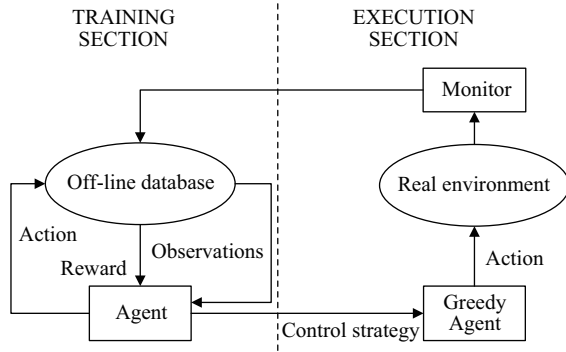 TRAINING
SECTION
EXECUTION
SECTION
Monitor
Off-line database
Real environment
Action
Observations
Reward
Action
Agent
Control strategy
Greedy
Agent